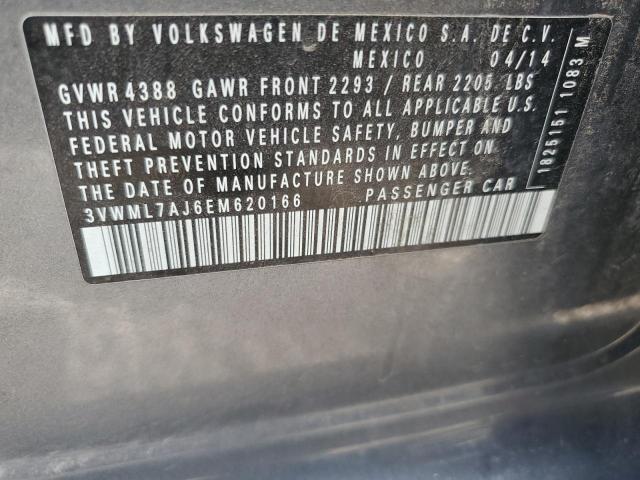 MFD BY VOLKSWAGEN DE MEXICO S.A. DE C.V.
MEXICO 04/14
GVWR 4388 GAWR FRONT 2293 / REAR 2205 LBS
THIS VEHICLE CONFORMS TO ALL APPLICABLE U.S.
FEDERAL MOTOR VEHICLE SAFETY, BUMPER AND
THEFT PREVENTION STANDARDS IN EFFECT ON
THE DATE OF MANUFACTURE SHOWN ABOVE.
3VWML7AJ6EM620166 PASSENGER CAR
1825151 1083 M